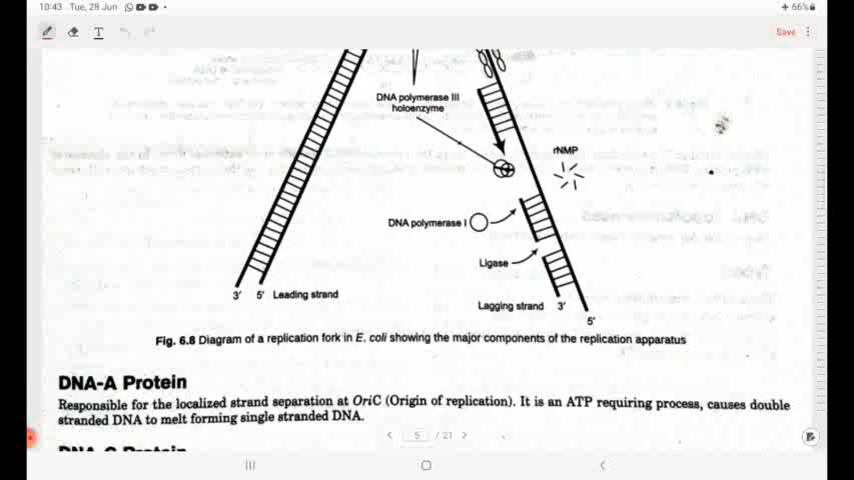 10:43 Tue, 28 Jun
66%
T
Save
DNA polymerase III
holoenzyme
rNMP
DNA polymerase I
Ligase
3' 5' Leading strand
Lagging strand 3'
5'
Fig. 6.8 Diagram of a replication fork in E. coli showing the major components of the replication apparatus
DNA-A Protein
Responsible for the localized strand separation at OriC (Origin of replication). It is an ATP requiring process, causes double
stranded DNA to melt forming single stranded DNA.
5 / 21